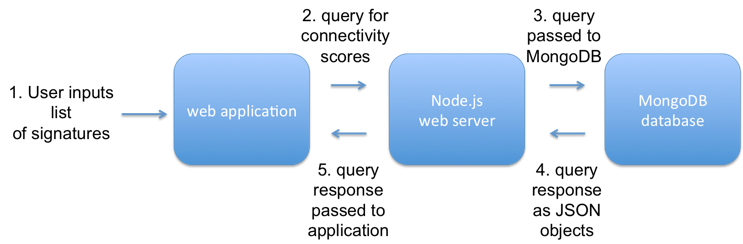 1. User inputs
list
of signatures
web application
2. query for
connectivity
scores
Node.js
web server
3. query
passed to
MongoDB
MongoDB
database
4. query
response
as JSON
objects
5. query
response
passed to
application